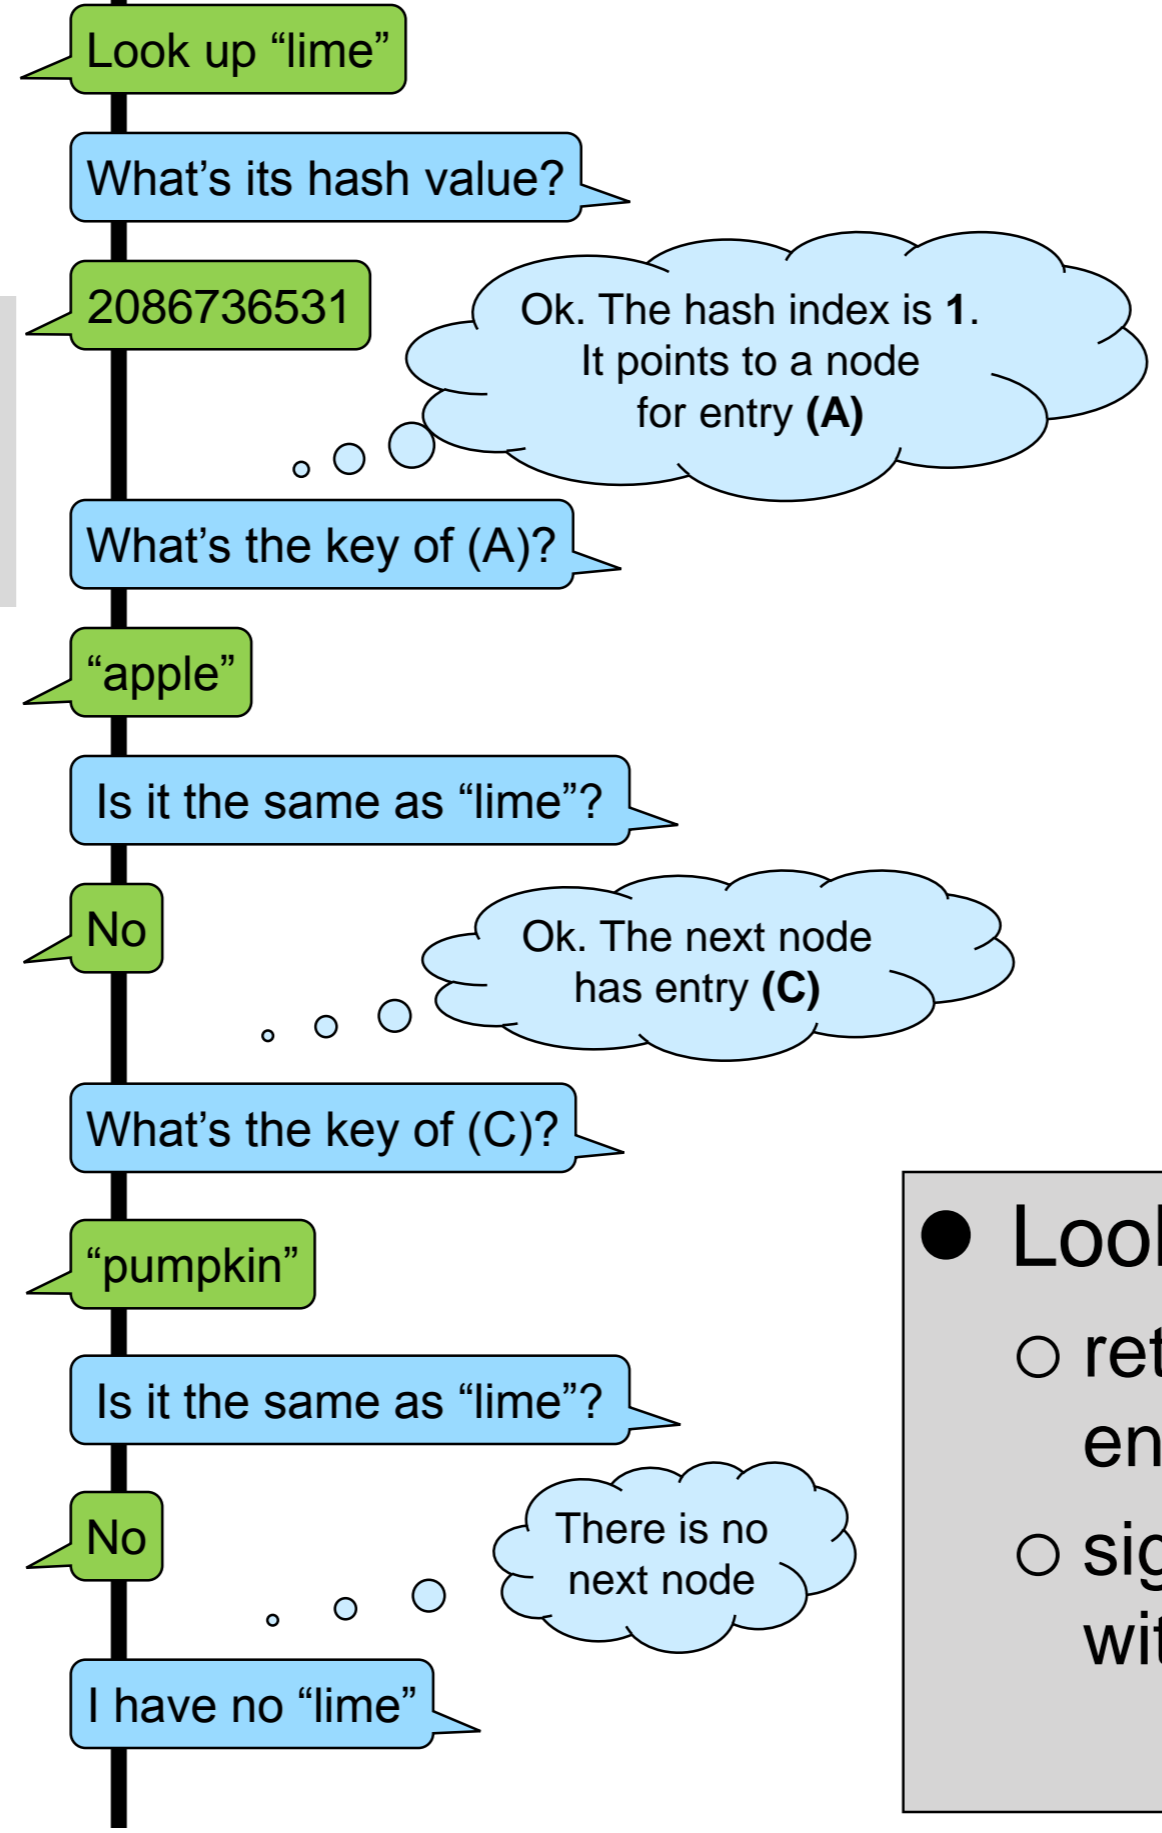 Look up “lime”
What’s its hash value?
2086736531
Ok. The hash index is 1.
It points to a node
for entry (A)
What’s the key of (A)?
“apple”
Is it the same as “lime”?
No
Ok. The next node
has entry (C)
What’s the key of (C)?
“pumpkin”
Is it the same as “lime”?
No
There is no
next node
I have no “lime”